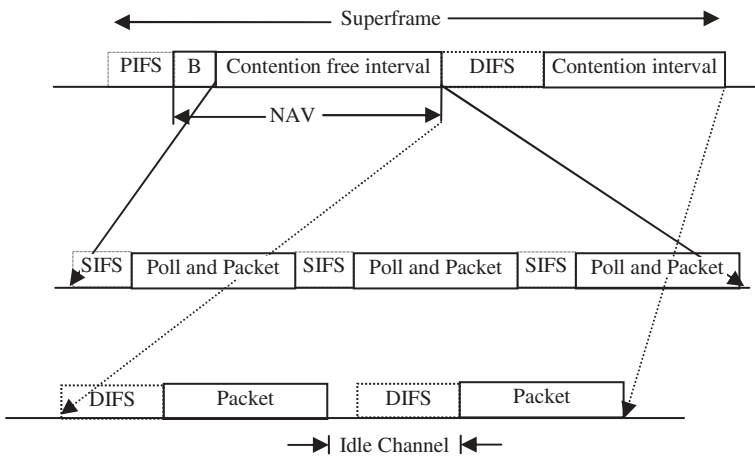 Superframe
PIFS B Contention free interval DIFS Contention interval
NAV
SIFS Poll and Packet SIFS Poll and Packet SIFS Poll and Packet
DIFS Packet DIFS Packet
Idle Channel